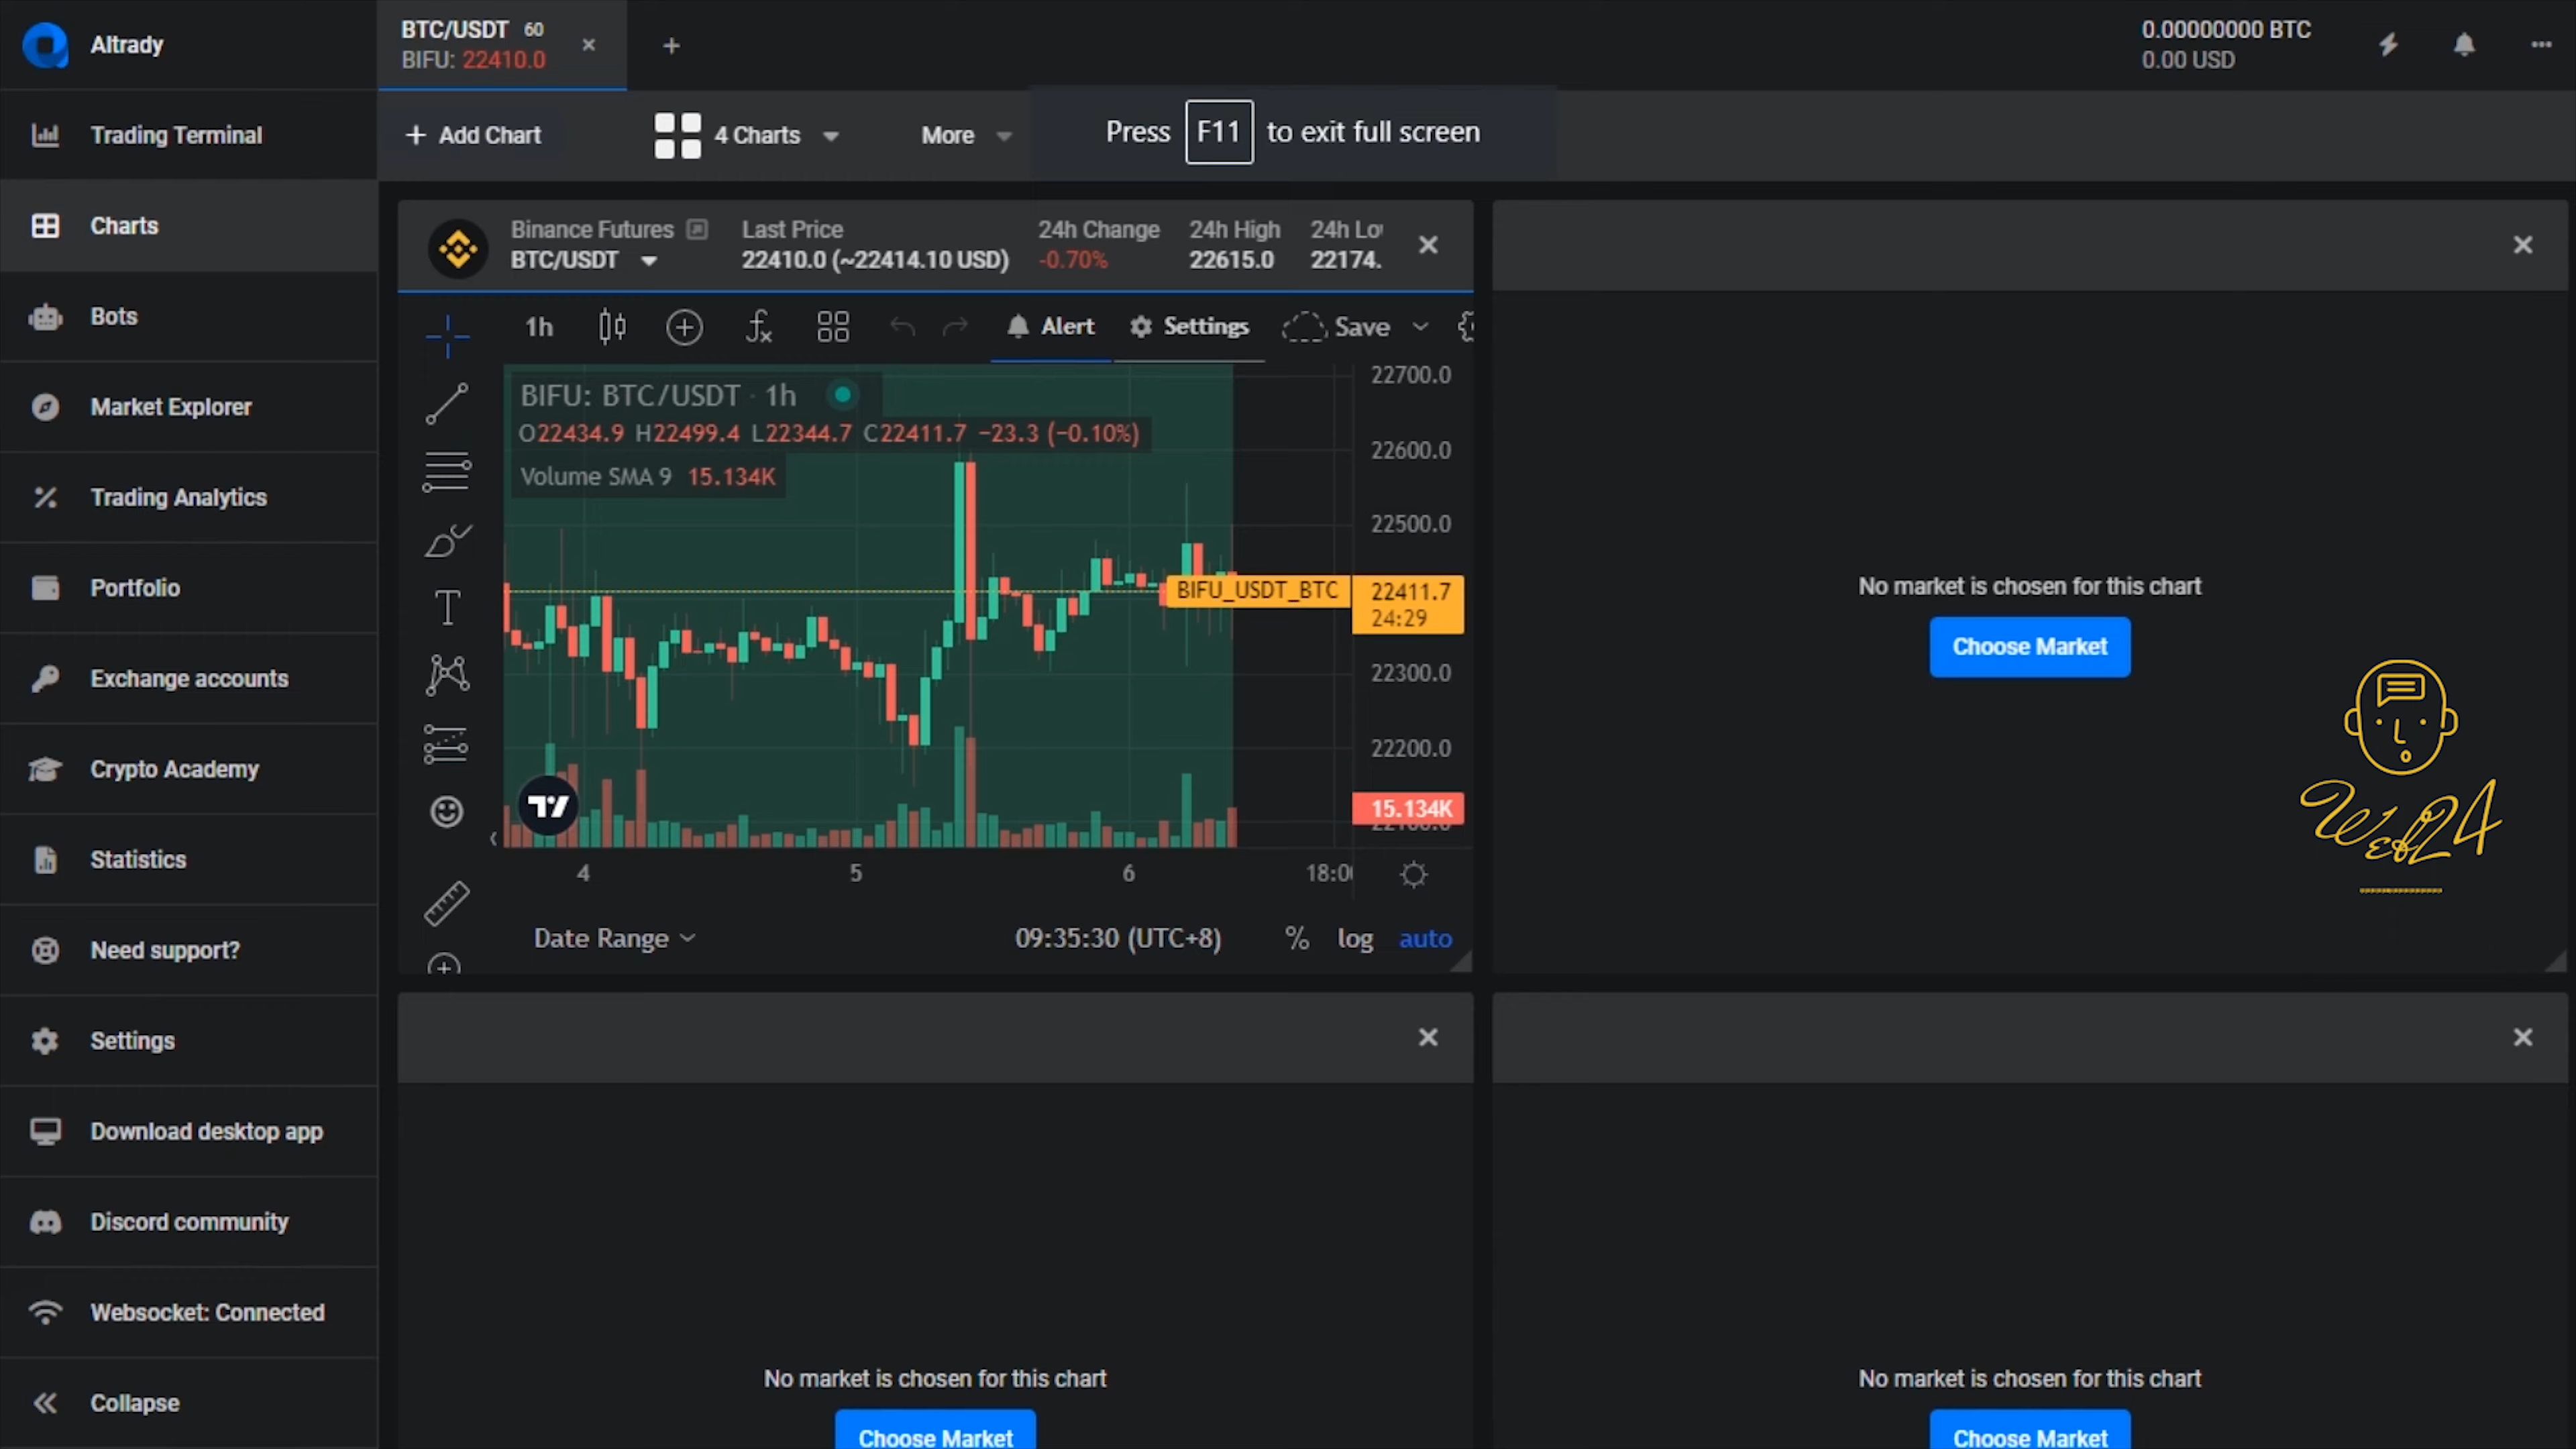 Altrady
BTC/USDT 60
BIFU: 22410.0
0.00000000 BTC
0.00 USD
Trading Terminal
Charts
Bots
Market Explorer
Trading Analytics
Portfolio
Exchange accounts
Crypto Academy
Statistics
Need support?
Settings
Download desktop app
Discord community
Websocket: Connected
Collapse
Add Chart
4 Charts
More
Press F11 to exit full screen
Binance Futures
BTC/USDT
Last Price
22410.0 (~22414.10 USD)
24h Change
-0.70%
24h High
22615.0
24h Lo
22174.
1h
Alert
Settings
Save
BIFU: BTC/USDT · 1h
O22434.9 H22499.4 L22344.7 C22411.7 −23.3 (−0.10%)
Volume SMA 9 15.134K
22700.0
22600.0
22500.0
BIFU_USDT_BTC
22411.7
24:29
22300.0
22200.0
15.134K
4
5
6
18:0
Date Range
09:35:30 (UTC+8)
%
log
auto
No market is chosen for this chart
Choose Market
Web24
No market is chosen for this chart
Choose Market
No market is chosen for this chart
Choose Market